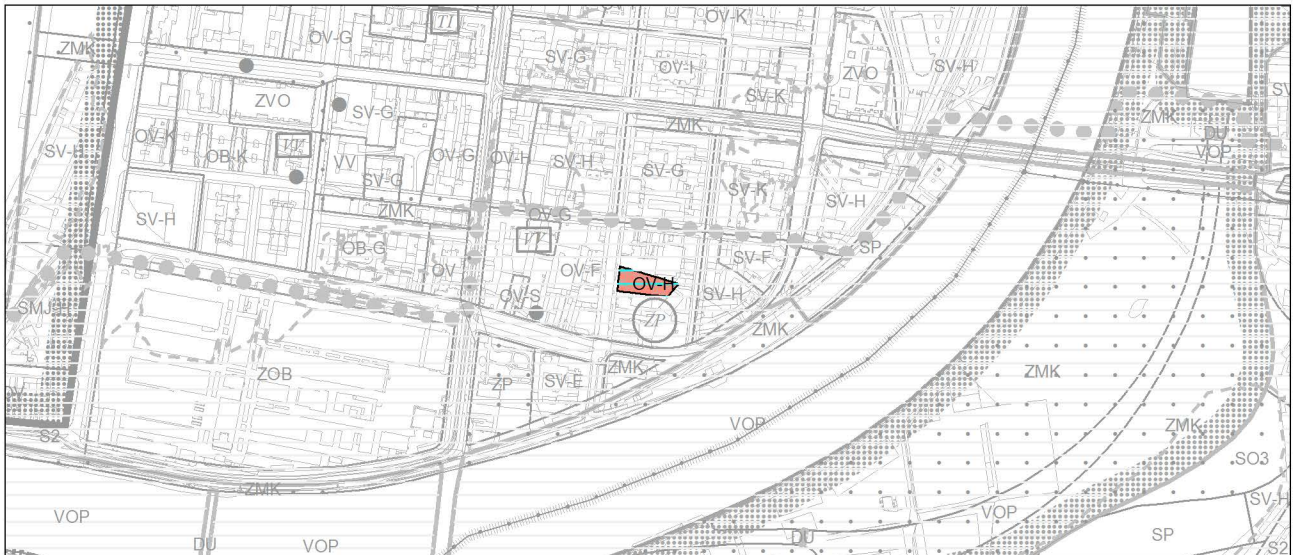 OV-K
TI
OV-G
ZMK
SV-G
OV-I
ZVO
SV-H
ZVO
SV-K
SV-G
ZMK
ZMK
DU
VOP
OV-K
OB-K
VV
VV
OV-G
OV-H
SV-H
SV-G
SV-H
SV-G
SV-K
SV-H
SV-H
ZMK
OV-G
OB-G
OV
VV
OV-F
SV-F
SP
OV-H
SV-H
OV-S
SMJ
ZP
ZMK
ZOB
ZP
SV-E
ZMK
ZMK
VOP
ZMK
S2
SO3
ZMK
SV-H
VOP
DU
VOP
VOP
DU
SP
S2